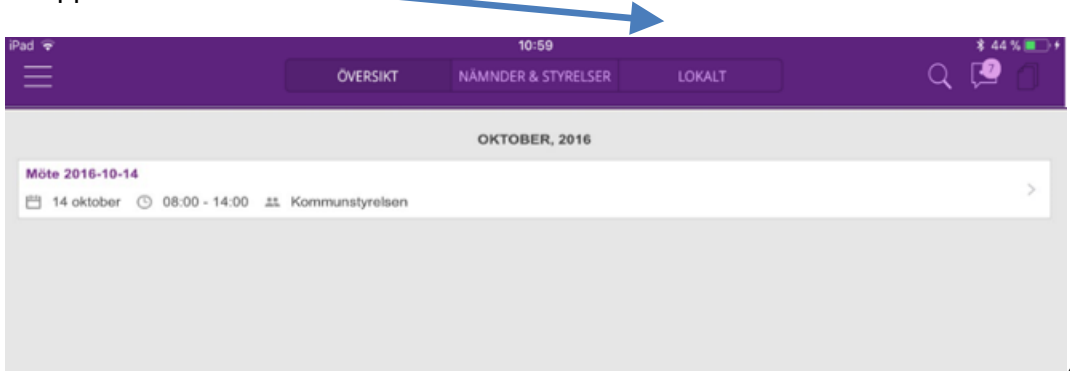 iPad 10:59 44 %
ÖVERSIKT NÄMNDER & STYRELSER LOKALT 7
OKTOBER, 2016
Möte 2016-10-14
14 oktober 08:00 - 14:00 Kommunstyrelsen